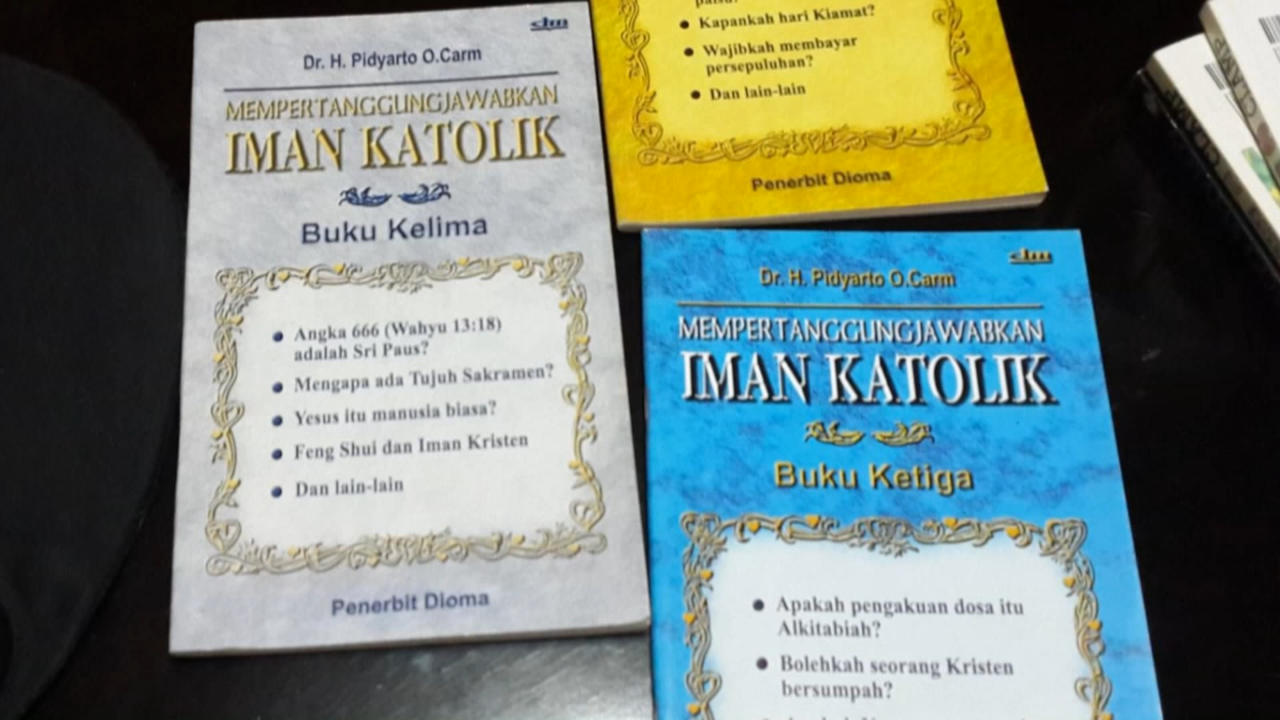 dm
Dr. H. Pidyarto O.Carm
MEMPERTANGGUNGJAWABKAN
IMAN KATOLIK
Buku Kelima
Angka 666 (Wahyu 13:18)
adalah Sri Paus?
Mengapa ada Tujuh Sakramen?
Yesus itu manusia biasa?
Feng Shui dan Iman Kristen
Dan lain-lain
Penerbit Dioma
Kapankah hari Kiamat?
Wajibkah membayar
persepuluhan?
Dan lain-lain
Penerbit Dioma
dm
Dr. H. Pidyarto O.Carm
MEMPERTANGGUNGJAWABKAN
IMAN KATOLIK
Buku Ketiga
Apakah pengakuan dosa itu
Alkitabiah?
Bolehkah seorang Kristen
bersumpah?